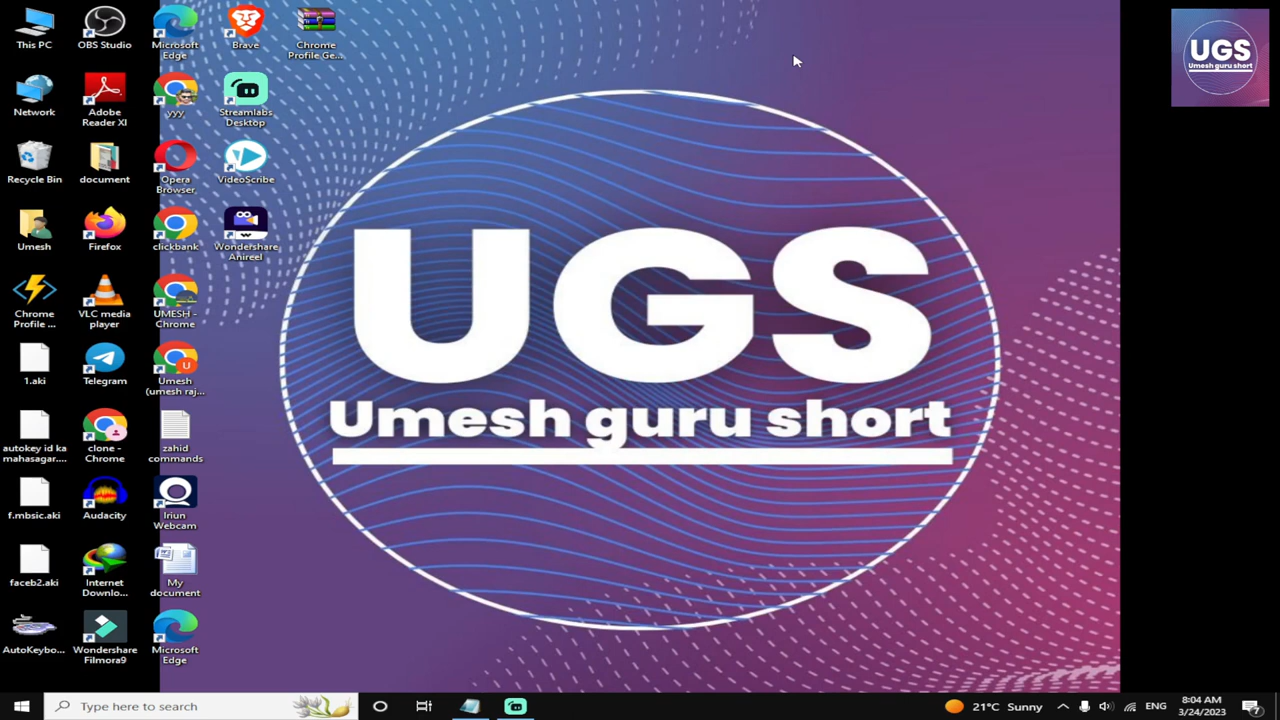 This PC
Network
Recycle Bin
Umesh
Chrome
Profile ...
1.aki
autokey id ka
mahasagar....
f.mbsic.aki
faceb2.aki
AutoKeybo...
OBS Studio
Adobe
Reader XI
document
Firefox
VLC media
player
Telegram
clone -
Chrome
Audacity
Internet
Downlo...
Wondershare
Filmora9
Microsoft
Edge
yyy
Opera
Browser
clickbank
UMESH -
Chrome
Umesh
(umesh raj...
zahid
commands
Iriun
Webcam
My
document
Microsoft
Edge
Brave
Streamlabs
Desktop
VideoScribe
Wondershare
Anireel
Chrome
Profile Ge...
UGS
Umesh guru short
UGS
Umesh guru short
Type here to search
21°C Sunny
ENG
8:04 AM
3/24/2023
7